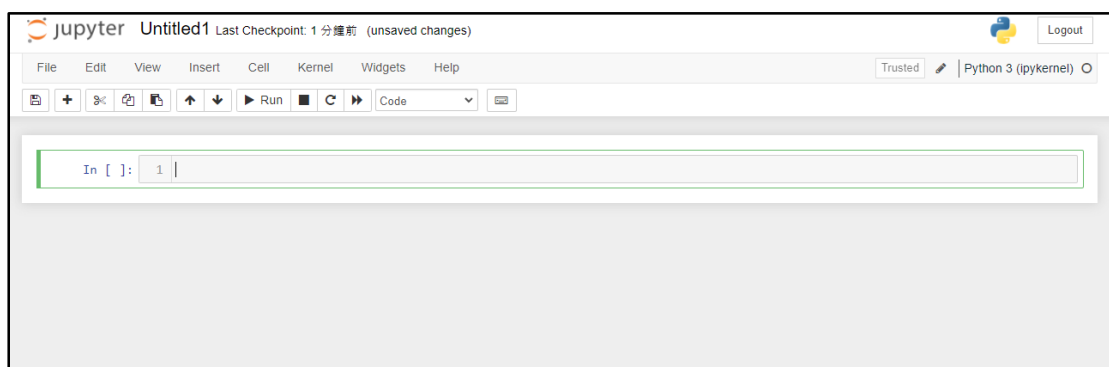 jupyter Untitled1 Last Checkpoint: 1 分鐘前 (unsaved changes) Logout
File Edit View Insert Cell Kernel Widgets Help Trusted Python 3 (ipykernel)
Run Code
In [ ]: 1